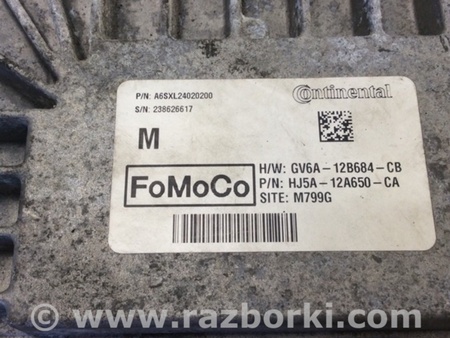 P/N: A6SXL24020200
Continental
S/N: 238626617
M
FoMoCo
H/W: GV6A-12B684-CB
P/N: HJ5A-12A650-CA
SITE: M799G
© www.razborki.com